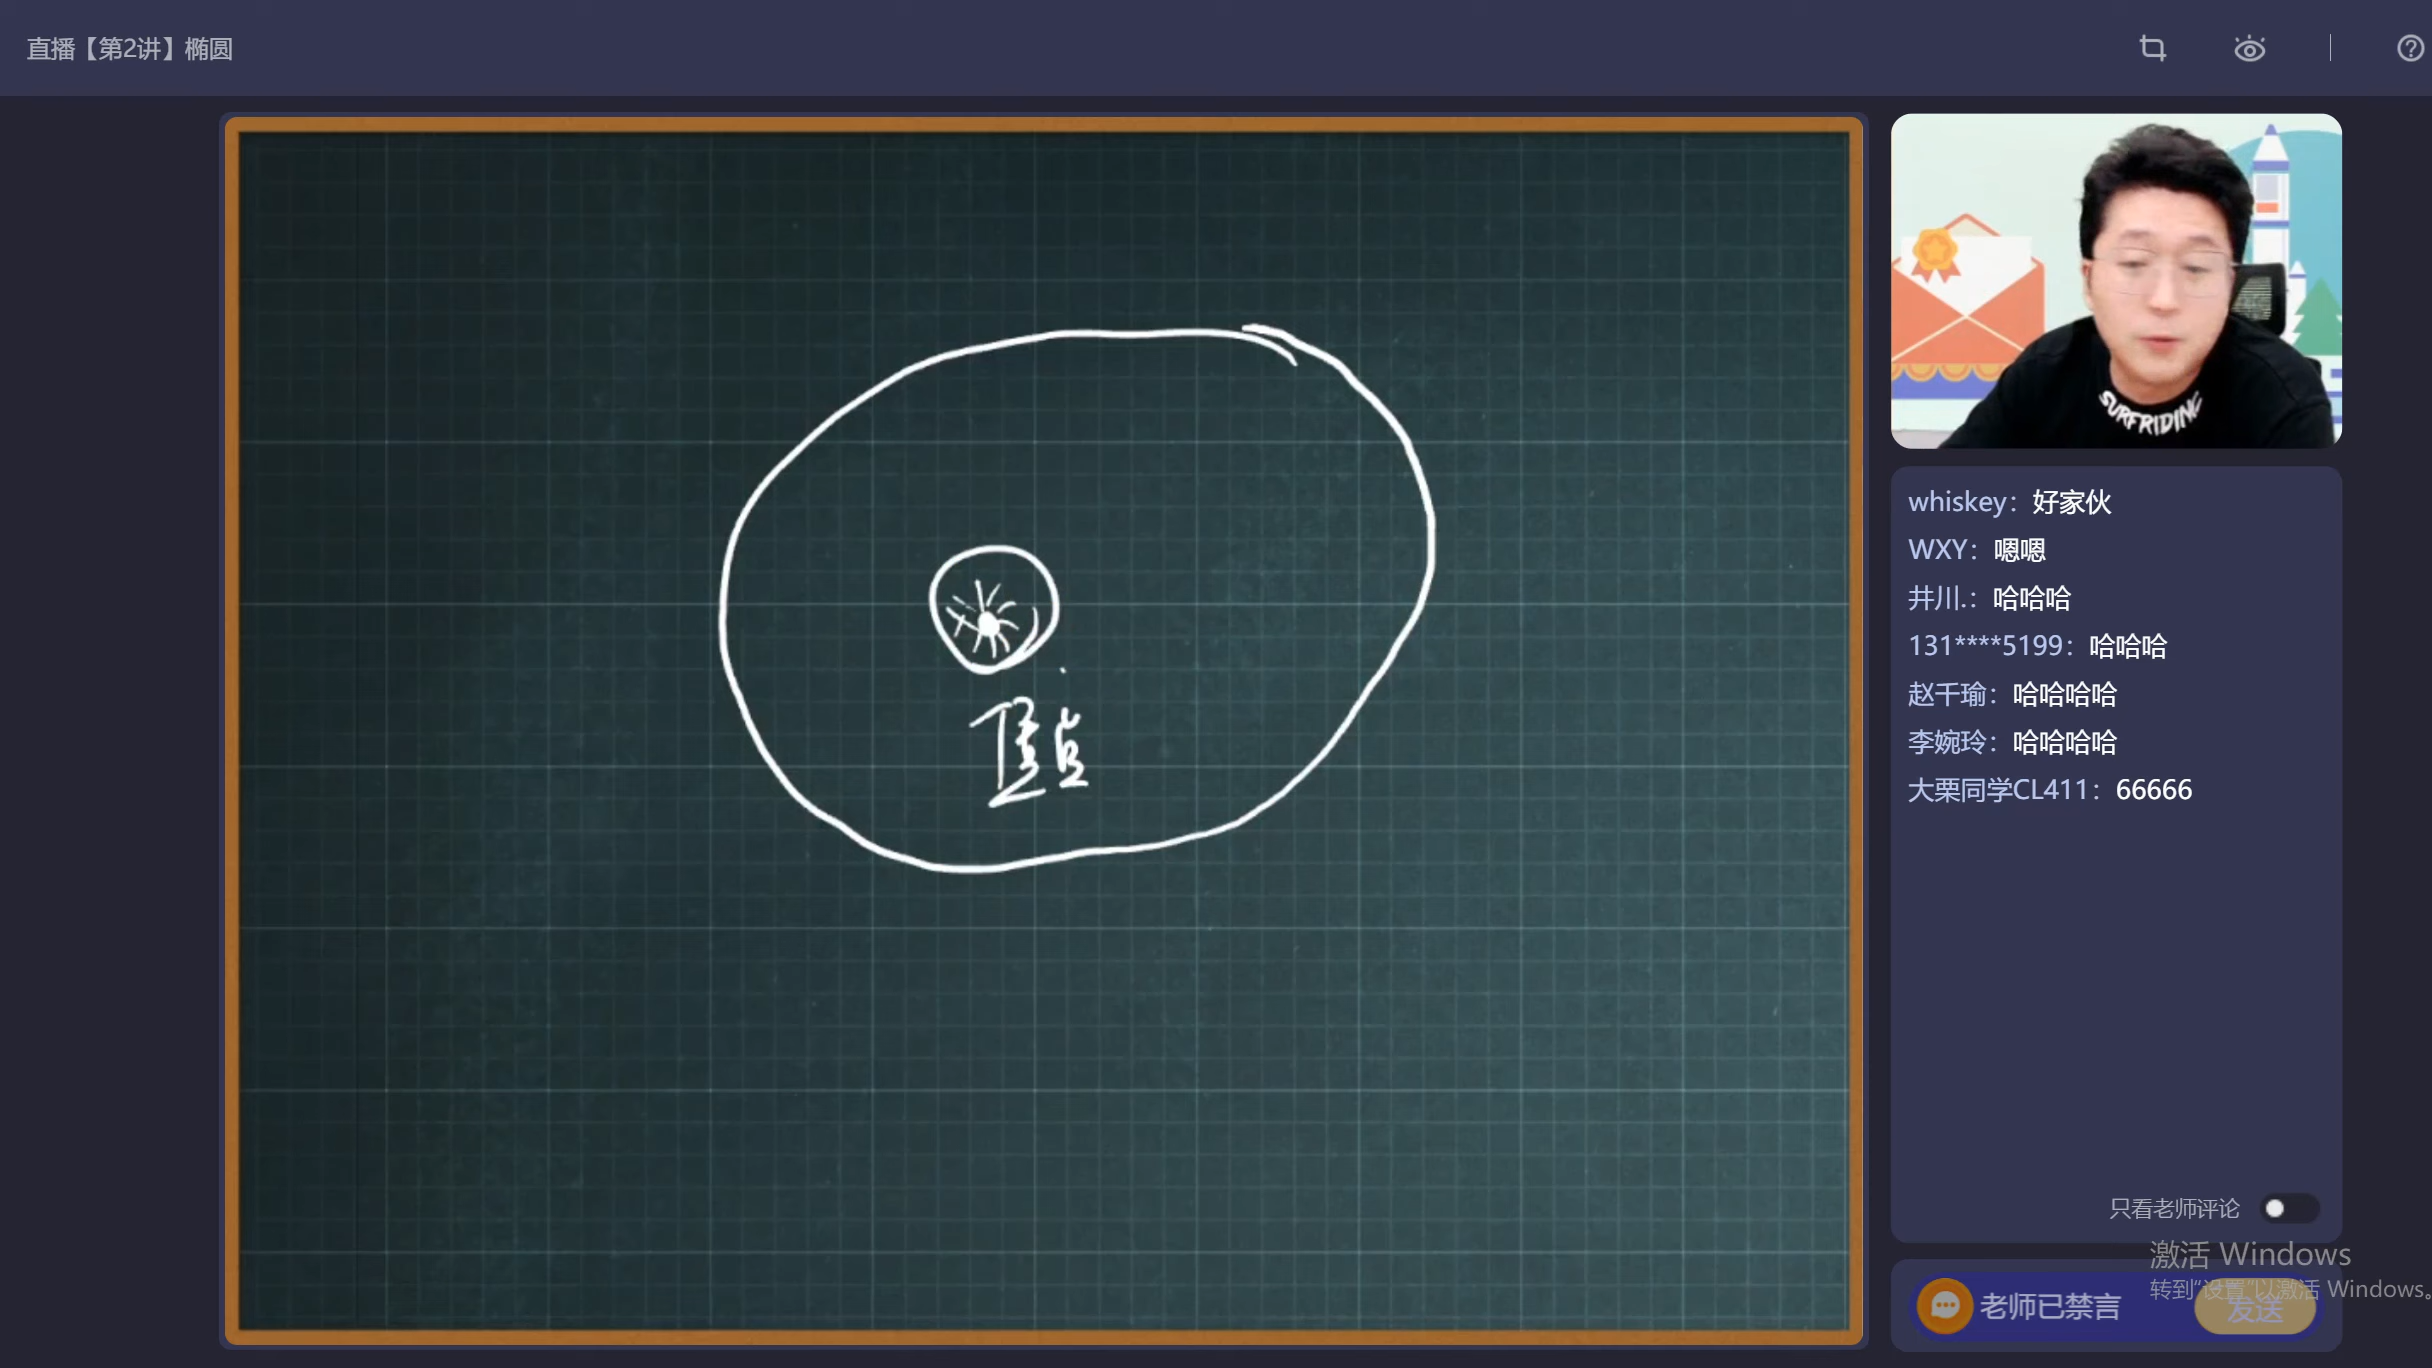 直播【第2讲】椭圆
SURFRIDING
whiskey：好家伙
WXY：嗯嗯
井川.：哈哈哈
131****5199：哈哈哈
赵千瑜：哈哈哈哈
李婉玲：哈哈哈哈
大栗同学CL411：66666
只看老师评论
激活 Windows
转到“设置”以激活 Windows。
老师已禁言
发送